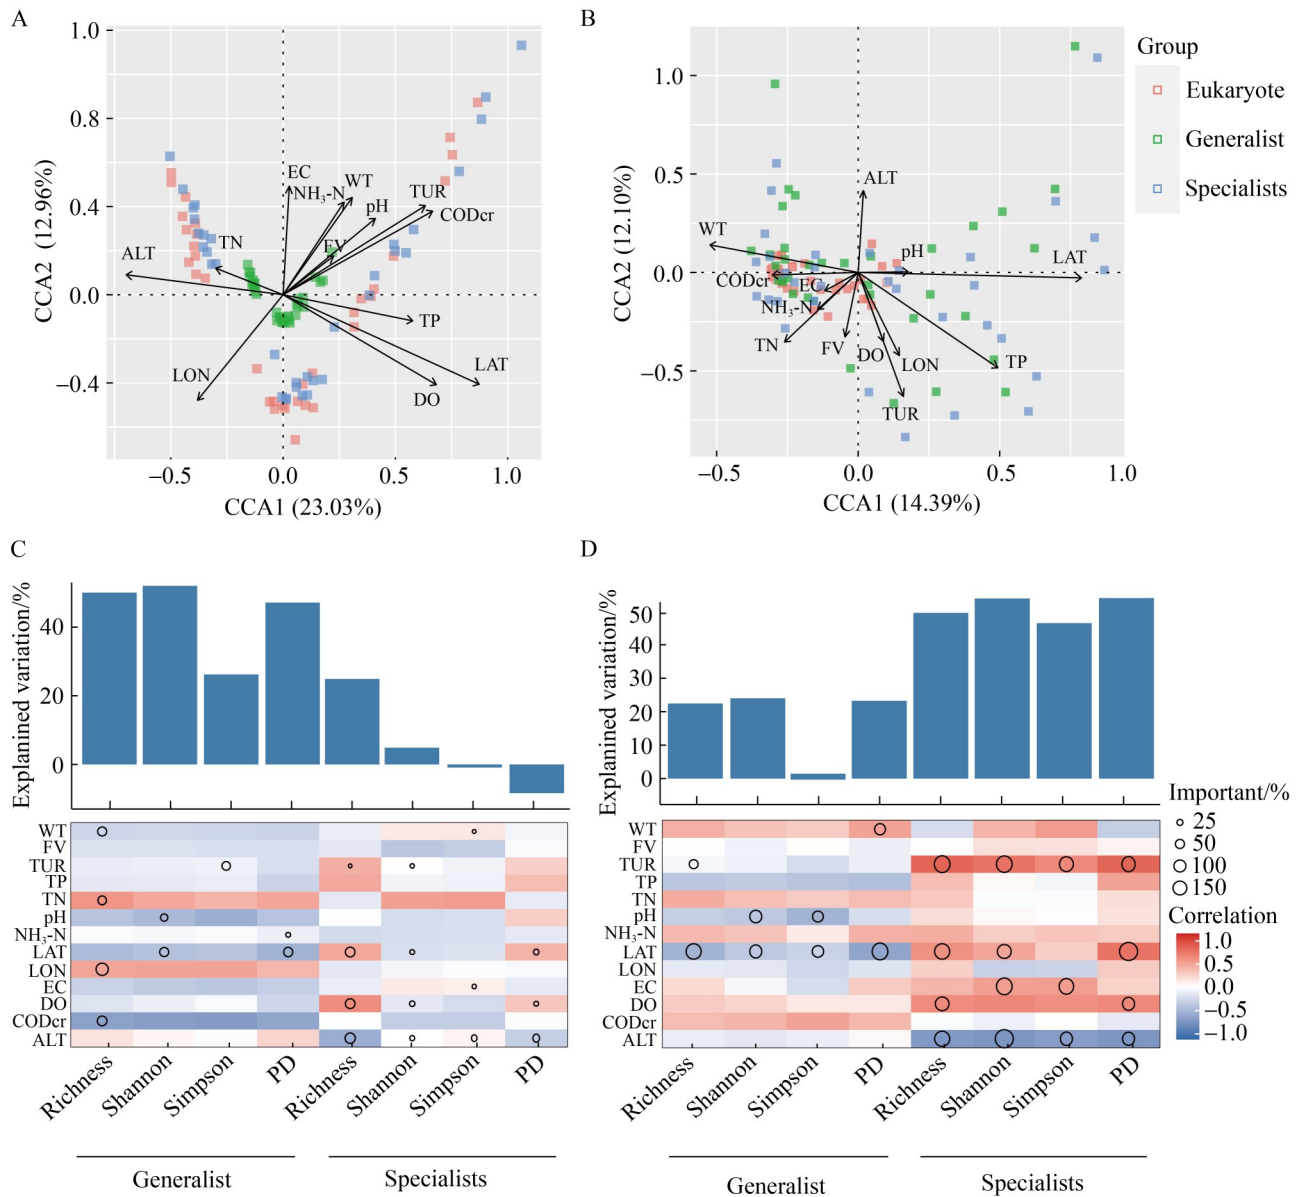 A
B
1.0
0.8
0.4
0.0
−0.4
CCA2 (12.96%)
EC
NH3-N
WT
TUR
pH
CODcr
FV
TN
ALT
TP
LAT
DO
LON
−0.5
0.0
0.5
1.0
CCA1 (23.03%)
1.0
0.5
0.0
−0.5
CCA2 (12.10%)
ALT
WT
pH
LAT
CODcr
EC
NH3-N
TN
FV
DO
LON
TP
TUR
−0.5
0.0
0.5
1.0
CCA1 (14.39%)
Group
Eukaryote
Generalist
Specialists
C
Explanined variation/%
40
20
0
WT
FV
TUR
TP
TN
pH
NH3-N
LAT
LON
EC
DO
CODcr
ALT
Richness
Shannon
Simpson
PD
Richness
Shannon
Simpson
PD
Generalist
Specialists
D
Explanined variation/%
50
40
30
20
10
0
WT
FV
TUR
TP
TN
pH
NH3-N
LAT
LON
EC
DO
CODcr
ALT
Richness
Shannon
Simpson
PD
Richness
Shannon
Simpson
PD
Generalist
Specialists
Important/%
25
50
100
150
Correlation
1.0
0.5
0.0
−0.5
−1.0